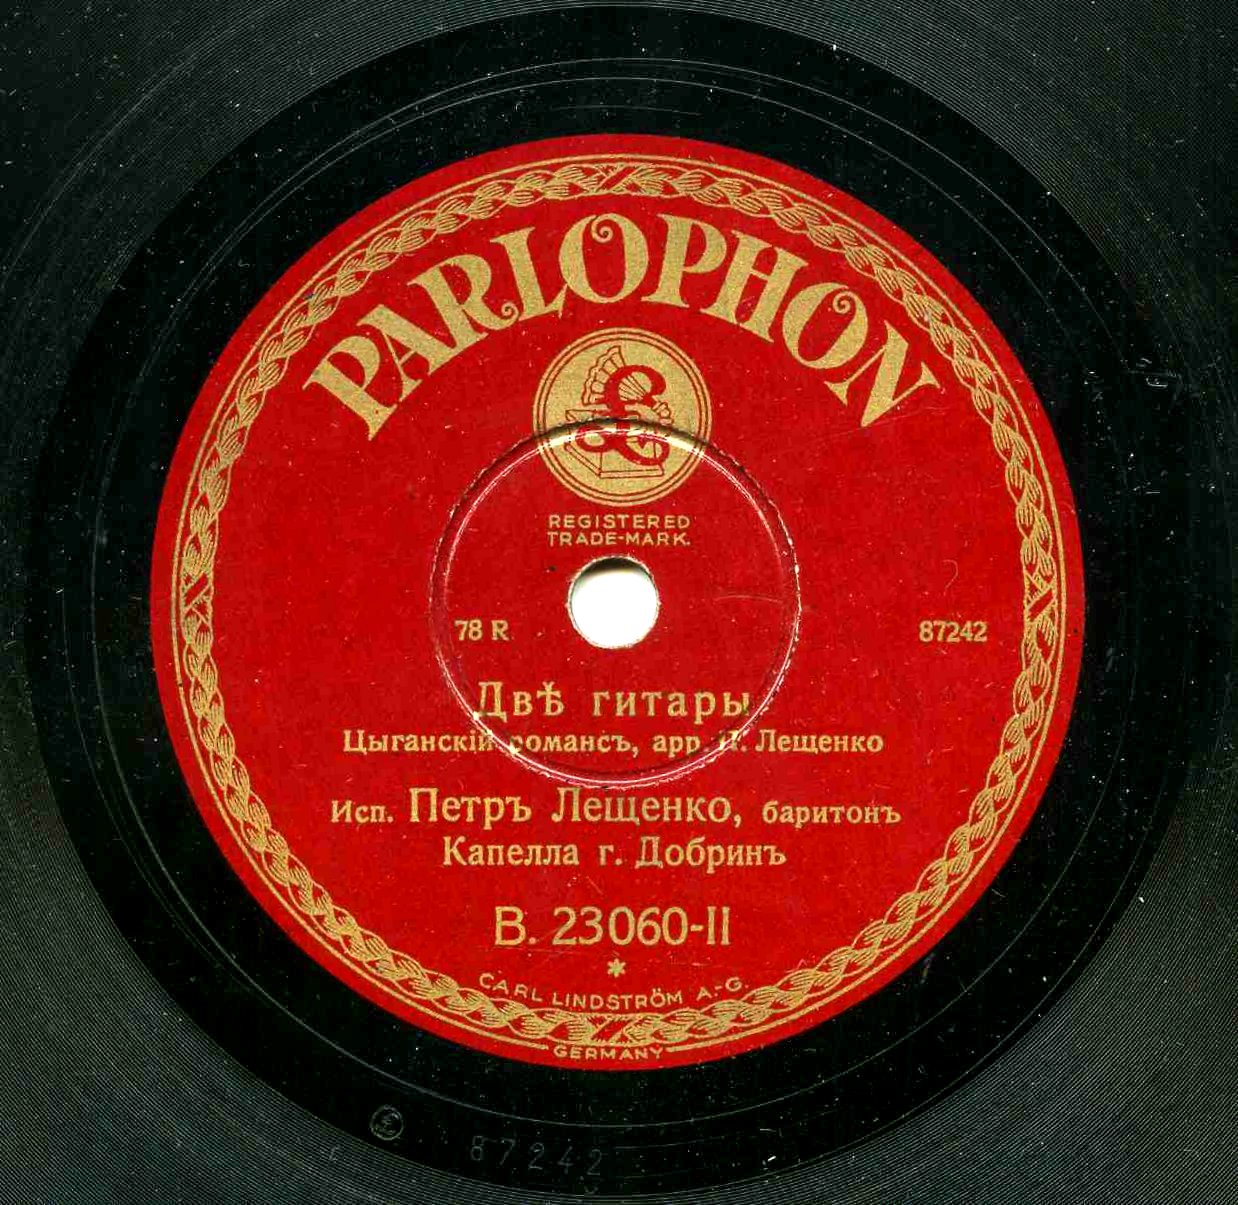 PARLOPHON
REGISTERED
TRADE-MARK.
78 R
87242
Двѣ гитары
Цыганскій романсъ, арр. П. Лещенко
Исп. Петръ Лещенко, баритонъ
Капелла г. Добринъ
B. 23060-II
*
CARL LINDSTRÖM A.-G.
GERMANY
87242